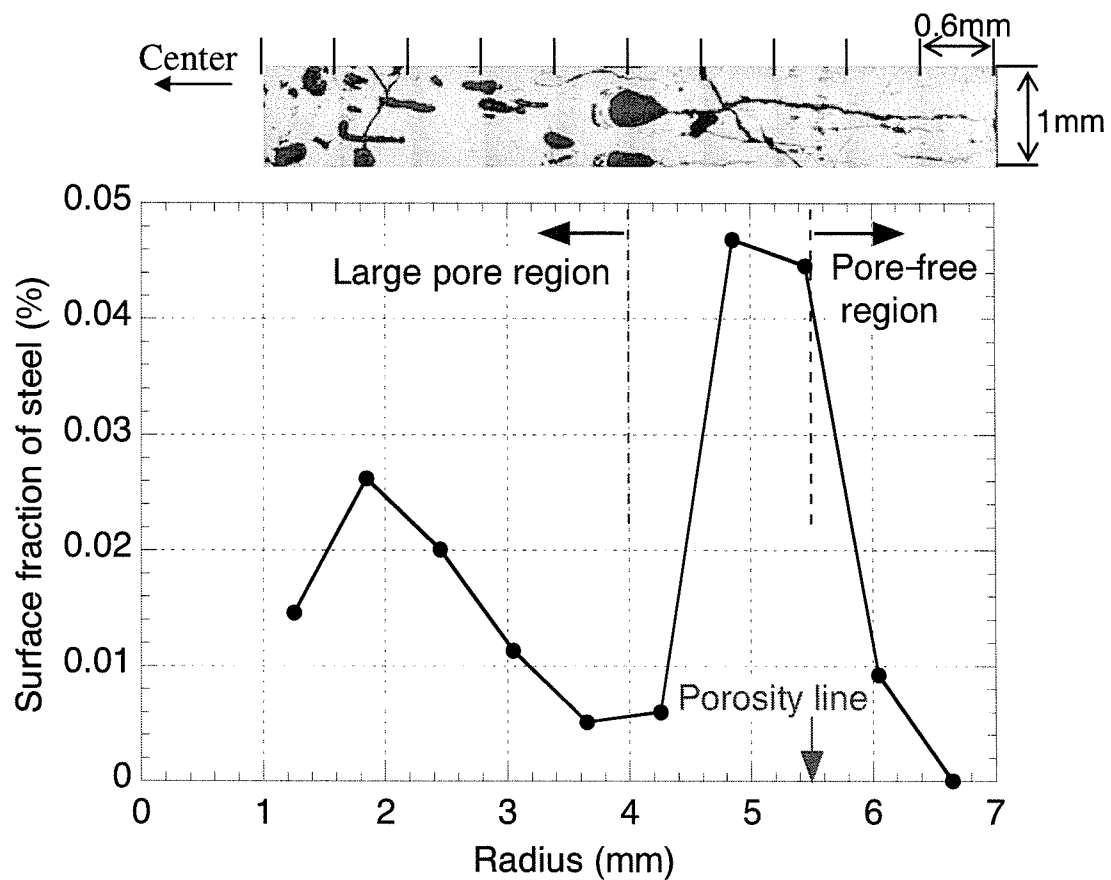 0.6mm
Center
1mm
0.05
0.04
0.03
0.02
0.01
0
Surface fraction of steel (%)
Large pore region
Pore-free
region
Porosity line
0 1 2 3 4 5 6 7
Radius (mm)